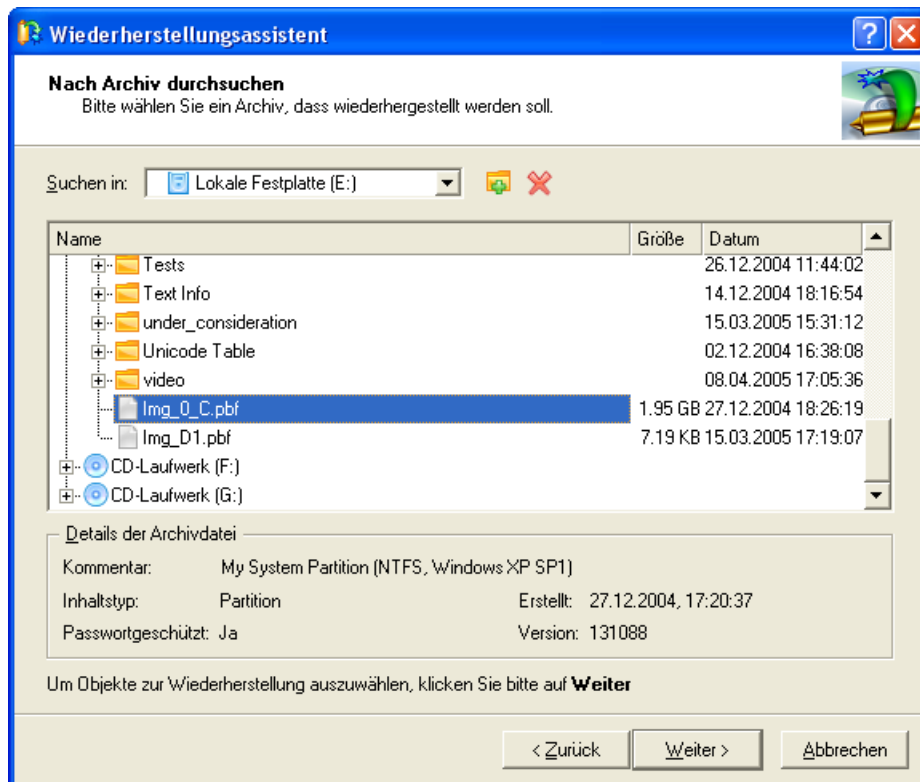 Wiederherstellungsassistent
Nach Archiv durchsuchen
Bitte wählen Sie ein Archiv, dass wiederhergestellt werden soll.
Suchen in: Lokale Festplatte (E:)
Name Größe Datum
Tests 26.12.2004 11:44:02
Text Info 14.12.2004 18:16:54
under_consideration 15.03.2005 15:31:12
Unicode Table 02.12.2004 16:38:08
video 08.04.2005 17:05:36
Img_0_C.pbf 1.95 GB 27.12.2004 18:26:19
Img_D1.pbf 7.19 KB 15.03.2005 17:19:07
CD-Laufwerk (F:)
CD-Laufwerk (G:)
Details der Archivdatei
Kommentar: My System Partition (NTFS, Windows XP SP1)
Inhaltstyp: Partition Erstellt: 27.12.2004, 17:20:37
Passwortgeschützt: Ja Version: 131088
Um Objekte zur Wiederherstellung auszuwählen, klicken Sie bitte auf Weiter
< Zurück Weiter > Abbrechen